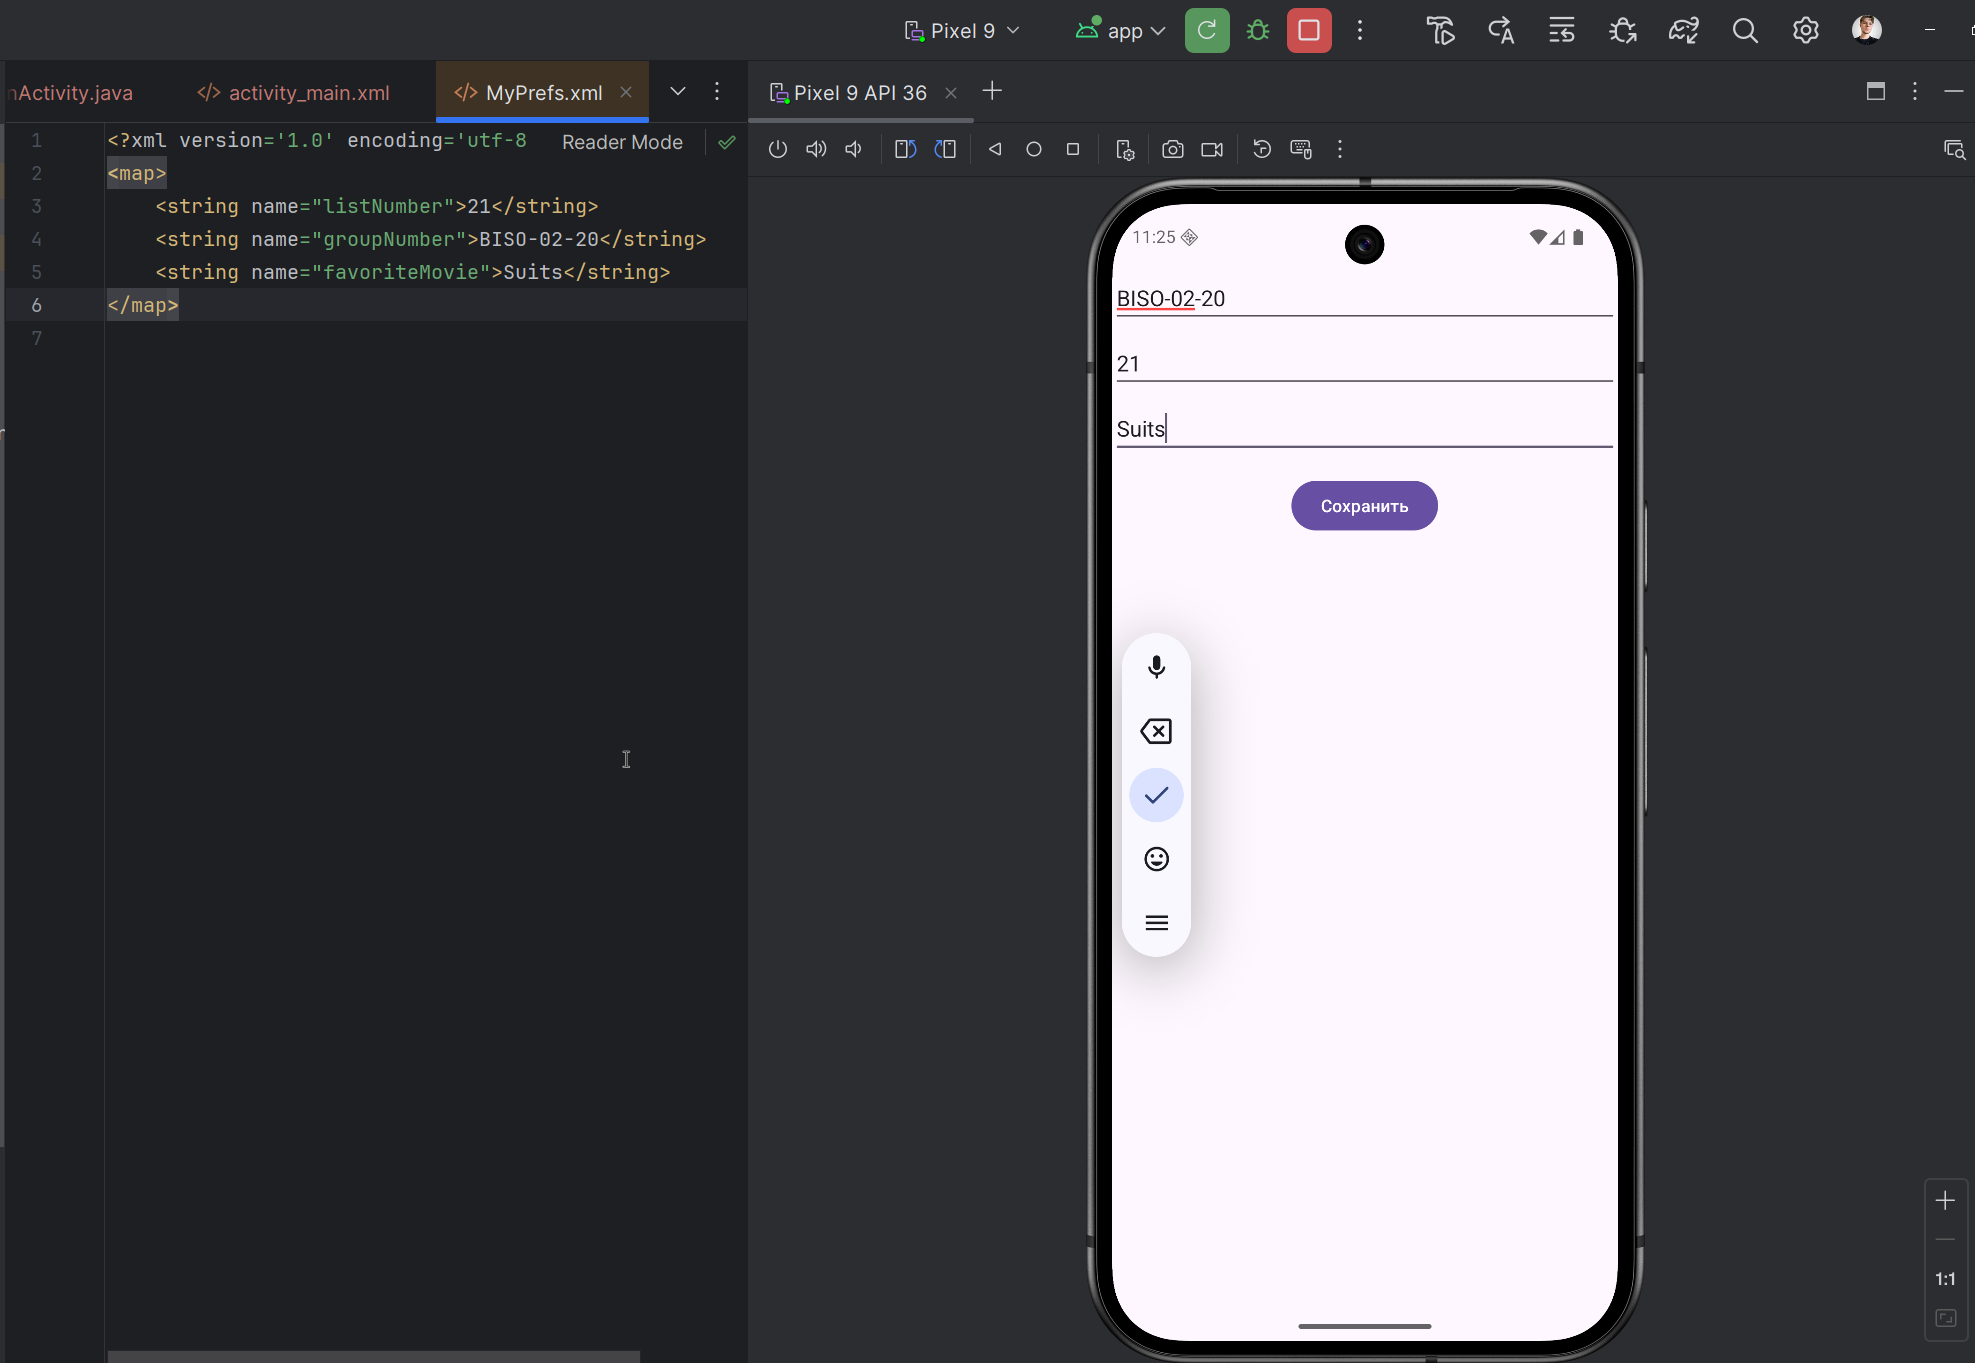 Pixel 9
app
nActivity.java
activity_main.xml
MyPrefs.xml
Pixel 9 API 36
1 <?xml version='1.0' encoding='utf-8
Reader Mode
2 <map>
3 <string name="listNumber">21</string>
4 <string name="groupNumber">BISO-02-20</string>
5 <string name="favoriteMovie">Suits</string>
6 </map>
7
11:25
BISO-02-20
21
Suits
Сохранить
1:1